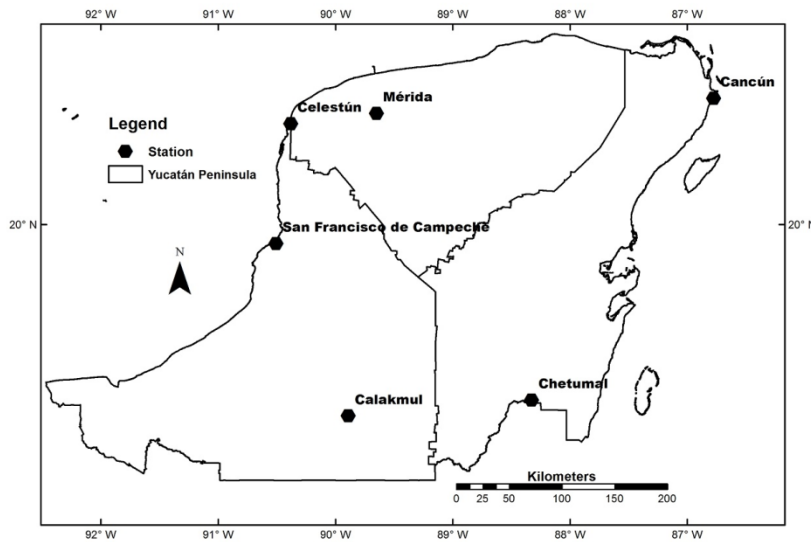 92° W 91° W 90° W 89° W 88° W 87° W
Cancún
Mérida
Celestún
Legend
Station
Yucatán Peninsula
20° N 20° N
San Francisco de Campeche
N
Chetumal
Calakmul
Kilometers
0 25 50 100 150 200
92° W 91° W 90° W 89° W 88° W 87° W